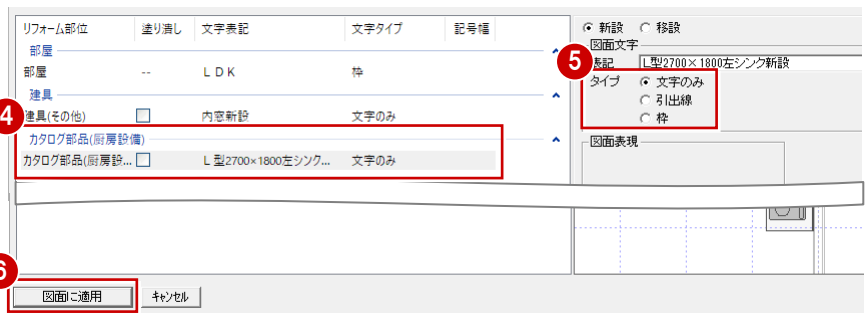 リフォーム部位 塗り潰し 文字表記 文字タイプ 記号幅
部屋
部屋 -- ＬＤＫ 枠
建具
建具(その他) 内窓新設 文字のみ
4
カタログ部品(厨房設備)
カタログ部品(厨房設... Ｌ型2700×1800左シンク... 文字のみ
6
図面に適用 キャンセル
新設 移設
図面文字
5
表記 L型2700×1800左シンク新設
タイプ 文字のみ
引出線
枠
図面表現